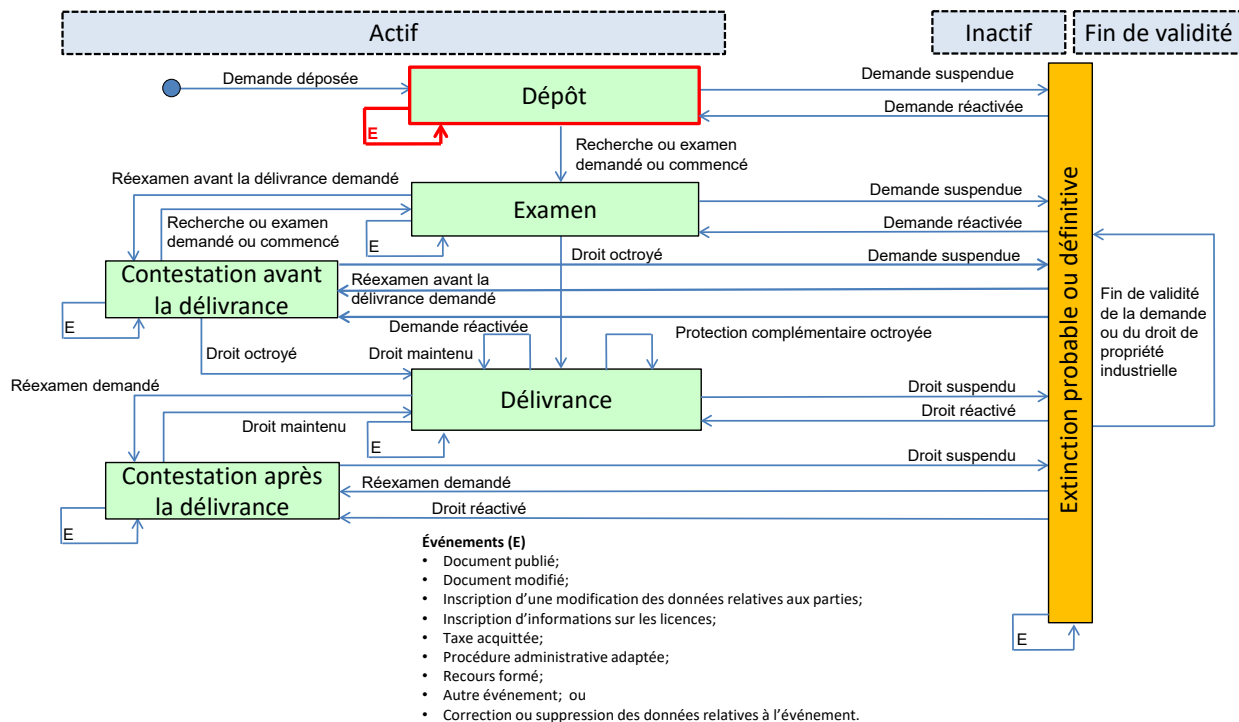 Actif
Inactif
Fin de validité
Demande déposée
Dépôt
E
Demande suspendue
Demande réactivée
Recherche ou examen
demandé ou commencé
Réexamen avant la délivrance demandé
Examen
E
Demande suspendue
Demande réactivée
Recherche ou examen
demandé ou commencé
Droit octroyé
Demande suspendue
Contestation avant
la délivrance
E
Réexamen avant la
délivrance demandé
Demande réactivée
Protection complémentaire octroyée
Droit octroyé
Droit maintenu
Fin de validité
de la demande
ou du droit de
propriété
industrielle
Extinction probable ou définitive
Réexamen demandé
Délivrance
E
Droit suspendu
Droit réactivé
Droit maintenu
Droit suspendu
Contestation après
la délivrance
E
Réexamen demandé
Droit réactivé
Événements (E)
• Document publié;
• Document modifié;
• Inscription d’une modification des données relatives aux parties;
• Inscription d’informations sur les licences;
• Taxe acquittée;
• Procédure administrative adaptée;
• Recours formé;
• Autre événement; ou
• Correction ou suppression des données relatives à l’événement.
E